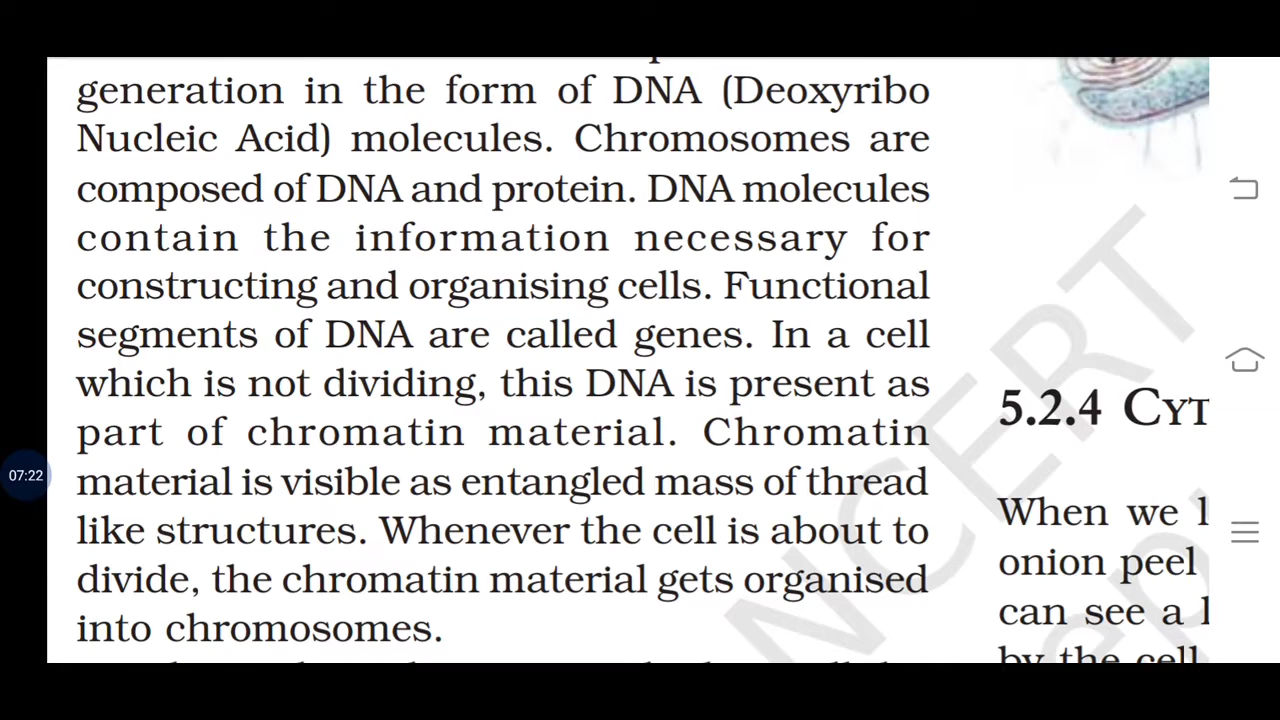 generation in the form of DNA (Deoxyribo
Nucleic Acid) molecules. Chromosomes are
composed of DNA and protein. DNA molecules
contain the information necessary for
constructing and organising cells. Functional
segments of DNA are called genes. In a cell
which is not dividing, this DNA is present as
part of chromatin material. Chromatin
material is visible as entangled mass of thread
like structures. Whenever the cell is about to
divide, the chromatin material gets organised
into chromosomes.
5.2.4 CYT
When we l
onion peel
can see a l
by the cell
NCERT
07:22